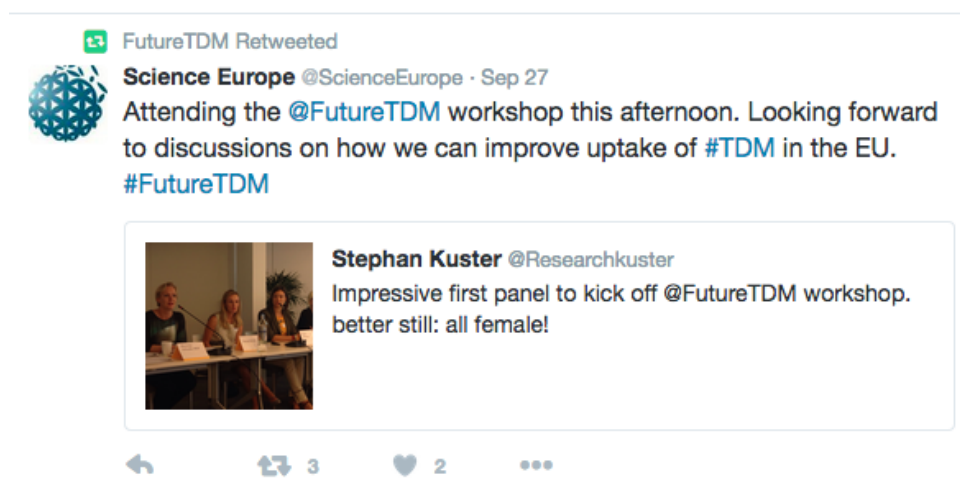 FutureTDM Retweeted
Science Europe @ScienceEurope · Sep 27
Attending the @FutureTDM workshop this afternoon. Looking forward
to discussions on how we can improve uptake of #TDM in the EU.
#FutureTDM
Stephan Kuster @Researchkuster
Impressive first panel to kick off @FutureTDM workshop.
better still: all female!
3 2